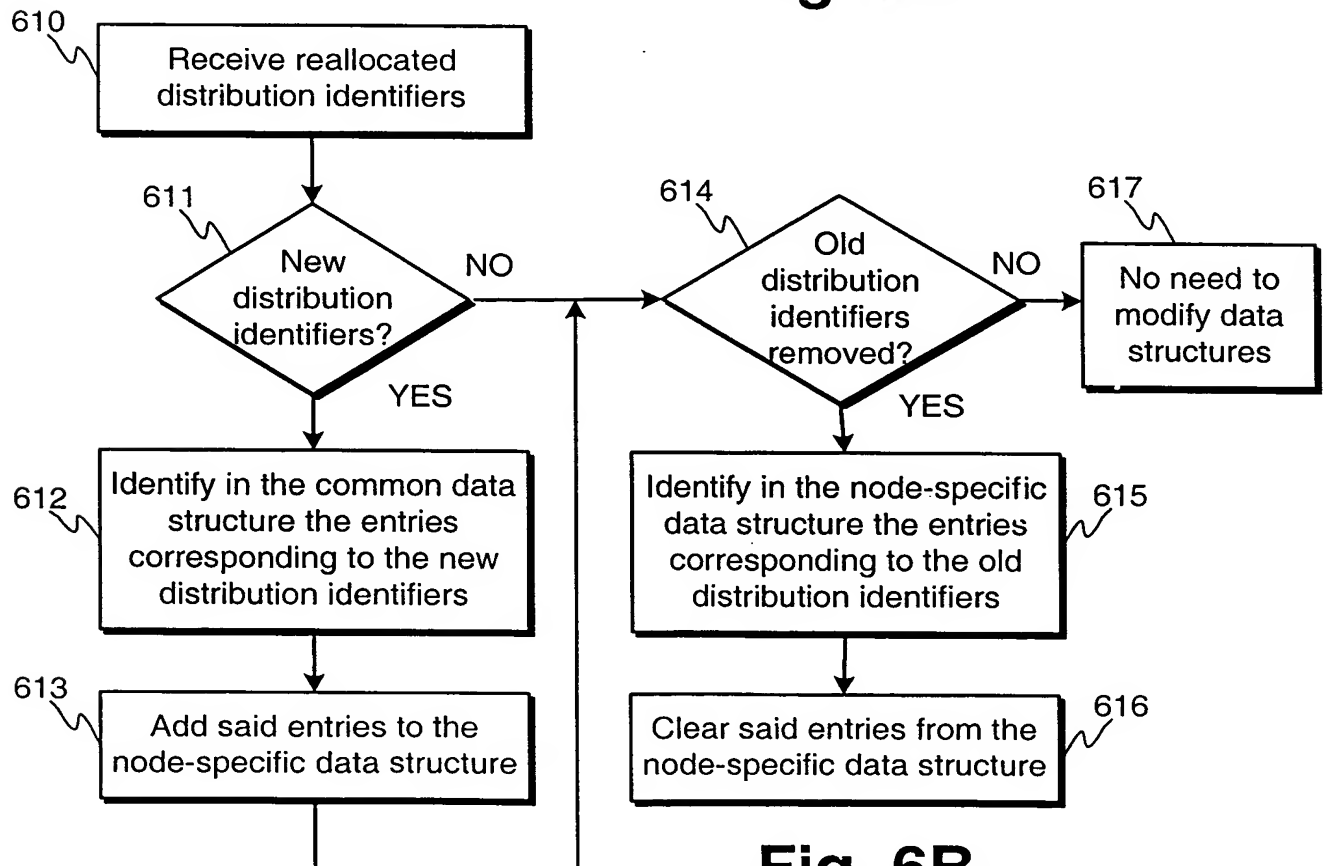 610
Receive reallocated
distribution identifiers
611
New
distribution
identifiers?
NO
YES
614
Old
distribution
identifiers
removed?
NO
YES
617
No need to
modify data
structures
612
Identify in the common data
structure the entries
corresponding to the new
distribution identifiers
615
Identify in the node-specific
data structure the entries
corresponding to the old
distribution identifiers
613
Add said entries to the
node-specific data structure
616
Clear said entries from the
node-specific data structure
Fig. 6B